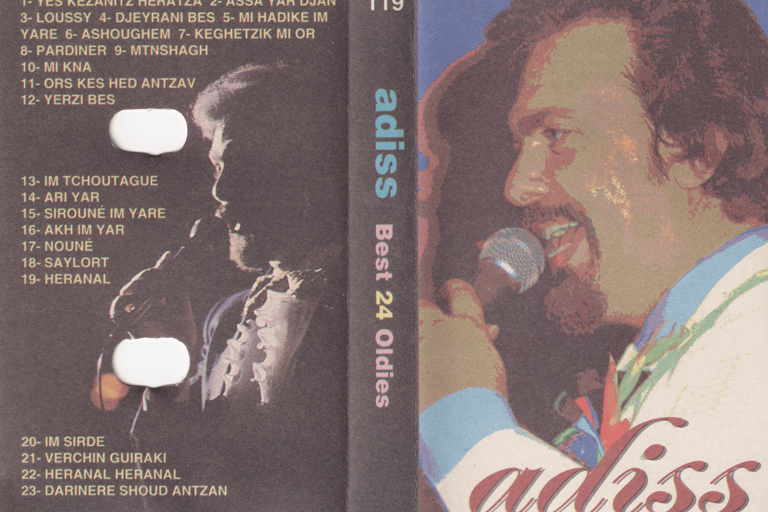 1- YES KEZANITZ HERATZA 2- ASSA YAR DJAN
3- LOUSSY 4- DJEYRANI BES 5- MI HADIKE IM
YARE 6- ASHOUGHEM 7- KEGHETZIK MI OR
8- PARDINER 9- MTNSHAGH
10- MI KNA
11- ORS KES HED ANTZAV
12- YERZI BES
13- IM TCHOUTAGUE
14- ARI YAR
15- SIROUNÉ IM YARE
16- AKH IM YAR
17- NOUNÉ
18- SAYLORT
19- HERANAL
20- IM SIRDE
21- VERCHIN GUIRAKI
22- HERANAL HERANAL
23- DARINERE SHOUD ANTZAN
119
adiss Best 24 Oldies
adiss